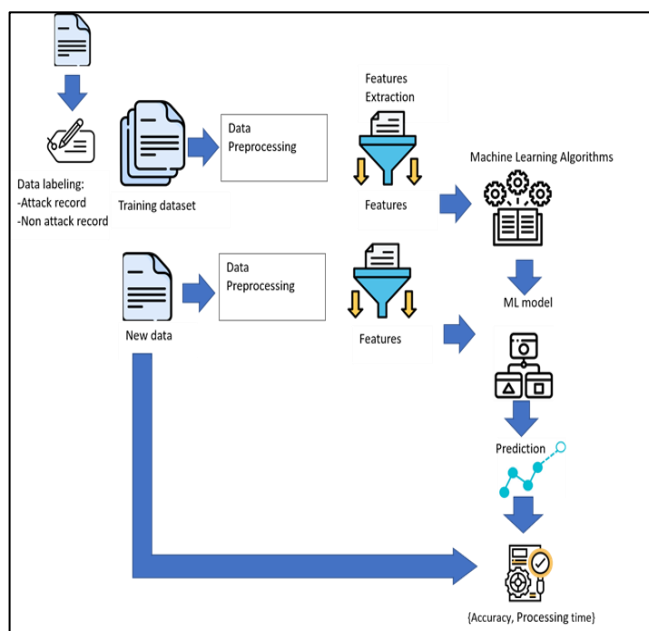 Features
Extraction
Data
Preprocessing
Machine Learning Algorithms
Data labeling:
-Attack record
-Non attack record
Training dataset
Features
Data
Preprocessing
ML model
New data
Features
Prediction
{Accuracy, Processing time}